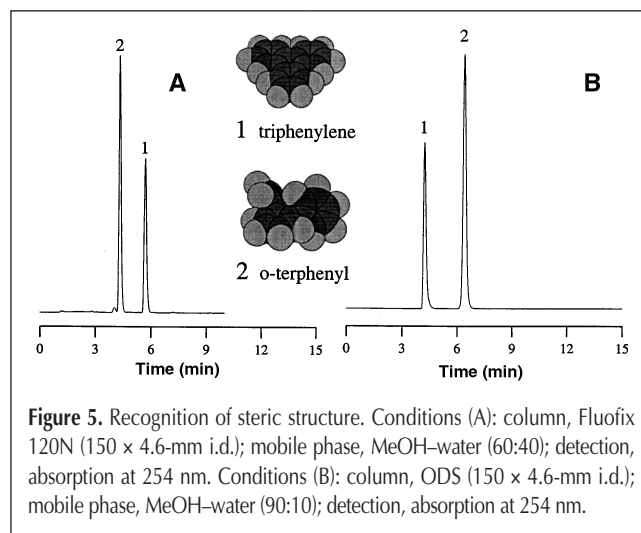 2
A
1
1 triphenylene
2 o-terphenyl
0 3 6 9 12 15
Time (min)
2
B
1
0 3 6 9 12 15
Time (min)
Figure 5. Recognition of steric structure. Conditions (A): column, Fluofix
120N (150 × 4.6-mm i.d.); mobile phase, MeOH–water (60:40); detection,
absorption at 254 nm. Conditions (B): column, ODS (150 × 4.6-mm i.d.);
mobile phase, MeOH–water (90:10); detection, absorption at 254 nm.